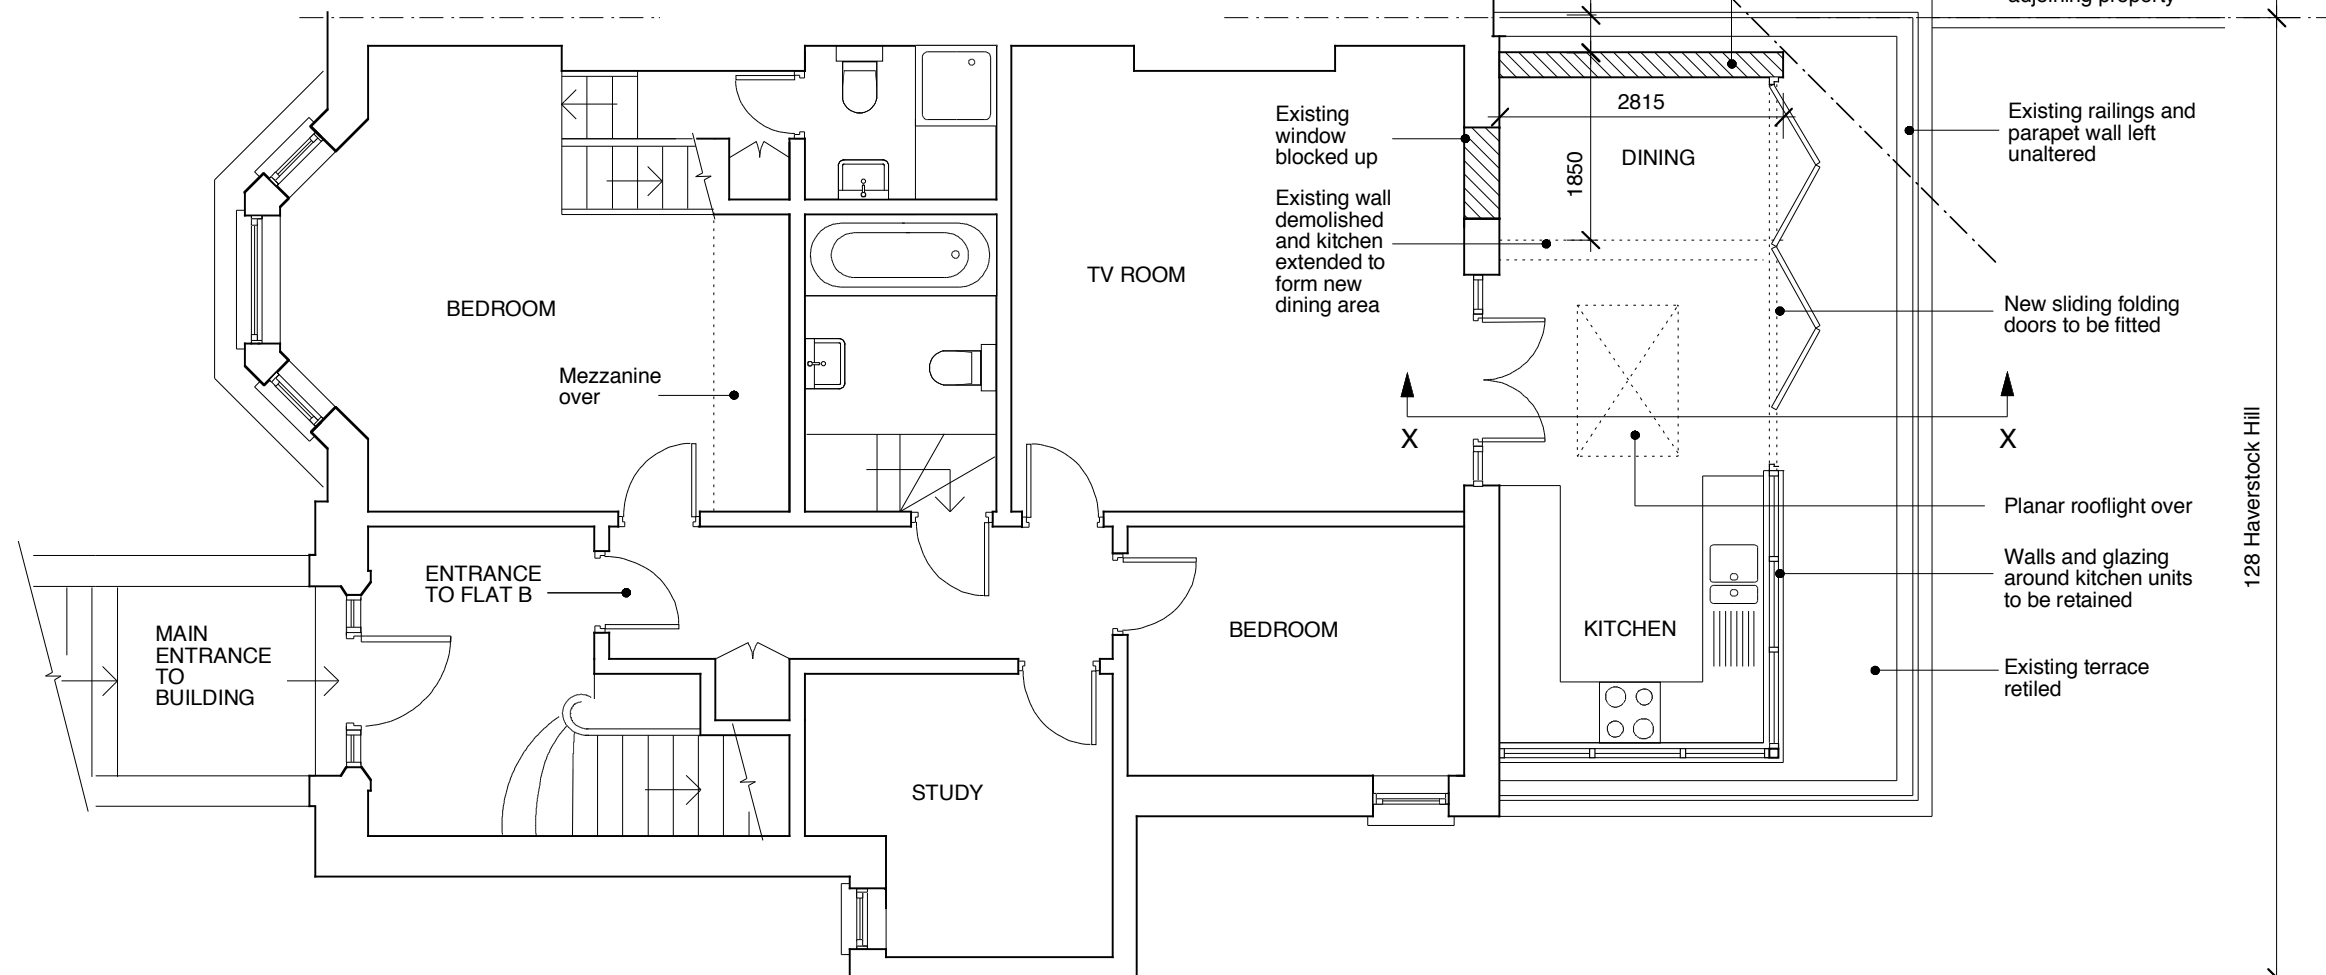 adjoining property
Existing
window
blocked up
2815
DINING
1850
Existing railings and
parapet wall left
unaltered
Existing wall
demolished
and kitchen
extended to
form new
dining area
TV ROOM
BEDROOM
New sliding folding
doors to be fitted
Mezzanine
over
X
X
128 Haverstock Hill
Planar rooflight over
Walls and glazing
around kitchen units
to be retained
ENTRANCE
TO FLAT B
MAIN
ENTRANCE
TO
BUILDING
BEDROOM
KITCHEN
Existing terrace
retiled
STUDY